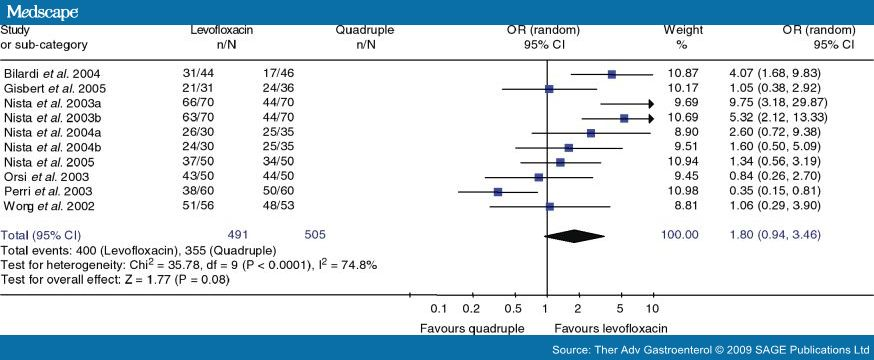 Medscape
Study Levofloxacin Quadruple OR (random) Weight OR (random)
or sub-category n/N n/N 95% CI % 95% CI
Bilardi et al. 2004 31/44 17/46 10.87 4.07 (1.68, 9.83)
Gisbert et al. 2005 21/31 24/36 10.17 1.05 (0.38, 2.92)
Nista et al. 2003a 66/70 44/70 9.69 9.75 (3.18, 29.87)
Nista et al. 2003b 63/70 44/70 10.69 5.32 (2.12, 13.33)
Nista et al. 2004a 26/30 25/35 8.90 2.60 (0.72, 9.38)
Nista et al. 2004b 24/30 25/35 9.51 1.60 (0.50, 5.09)
Nista et al. 2005 37/50 34/50 10.94 1.34 (0.56, 3.19)
Orsi et al. 2003 43/50 44/50 9.45 0.84 (0.26, 2.70)
Perri et al. 2003 38/60 50/60 10.98 0.35 (0.15, 0.81)
Wong et al. 2002 51/56 48/53 8.81 1.06 (0.29, 3.90)
Total (95% CI) 491 505 100.00 1.80 (0.94, 3.46)
Total events: 400 (Levofloxacin), 355 (Quadruple)
Test for heterogeneity: Chi2 = 35.78, df = 9 (P < 0.0001), I2 = 74.8%
Test for overall effect: Z = 1.77 (P = 0.08)
0.1 0.2 0.5 1 2 5 10
Favours quadruple Favours levofloxacin
Source: Ther Adv Gastroenterol © 2009 SAGE Publications Ltd